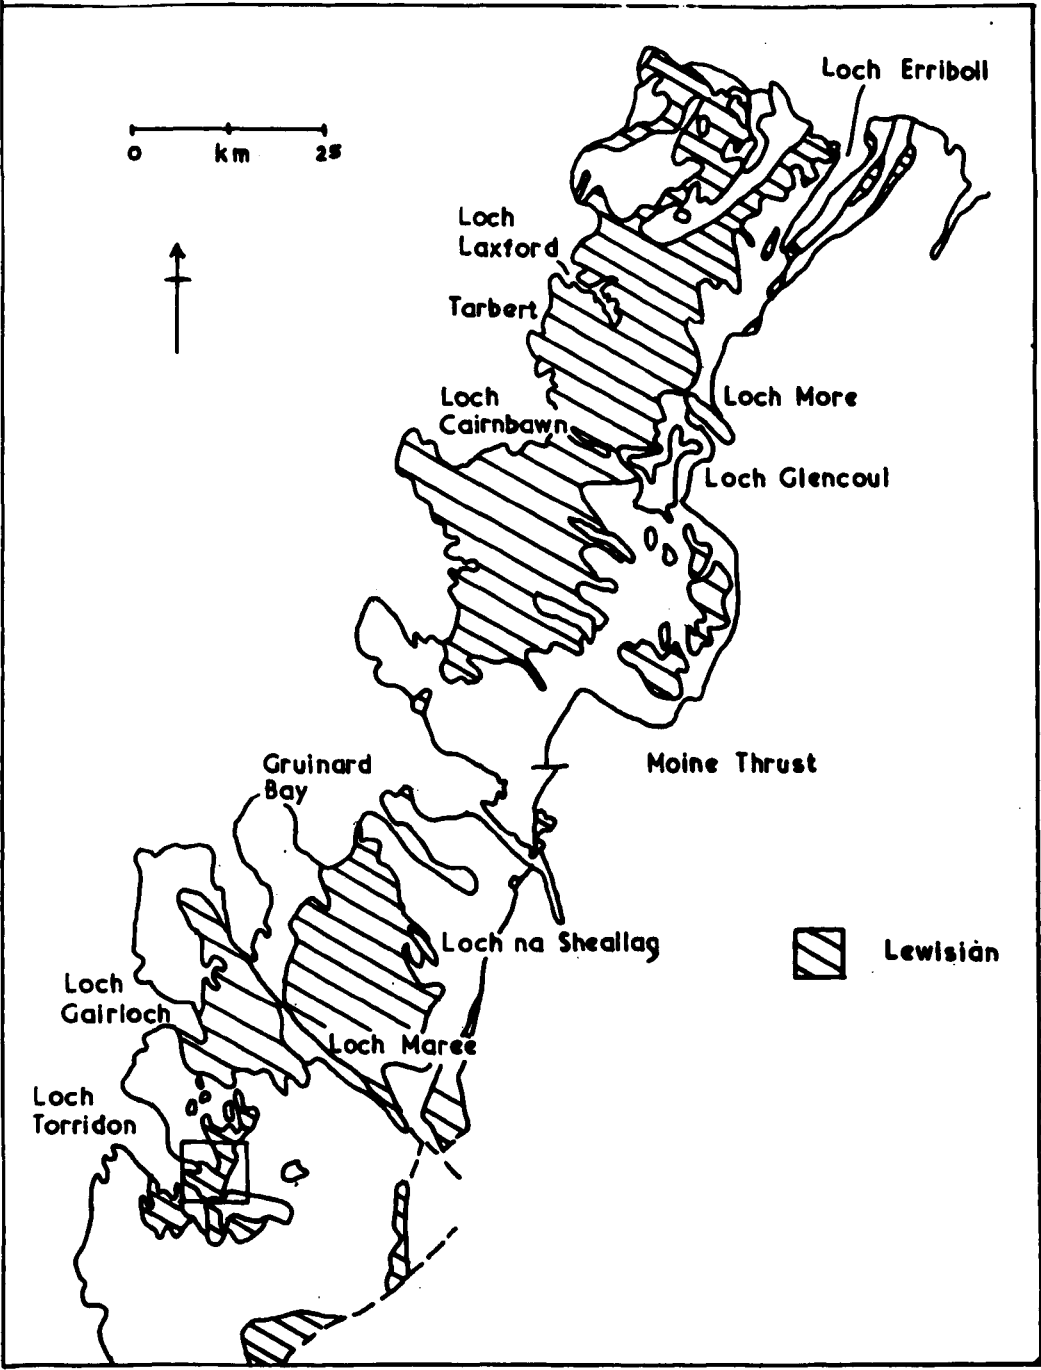 Loch Erriboll
0 km 25
Loch
Laxford
Tarbert
Loch
Cairnbawn
Loch More
Loch Glencoul
Gruinard
Bay
Moine Thrust
Loch na Sheallag
Lewisian
Loch
Gairloch
Loch Maree
Loch
Torridon